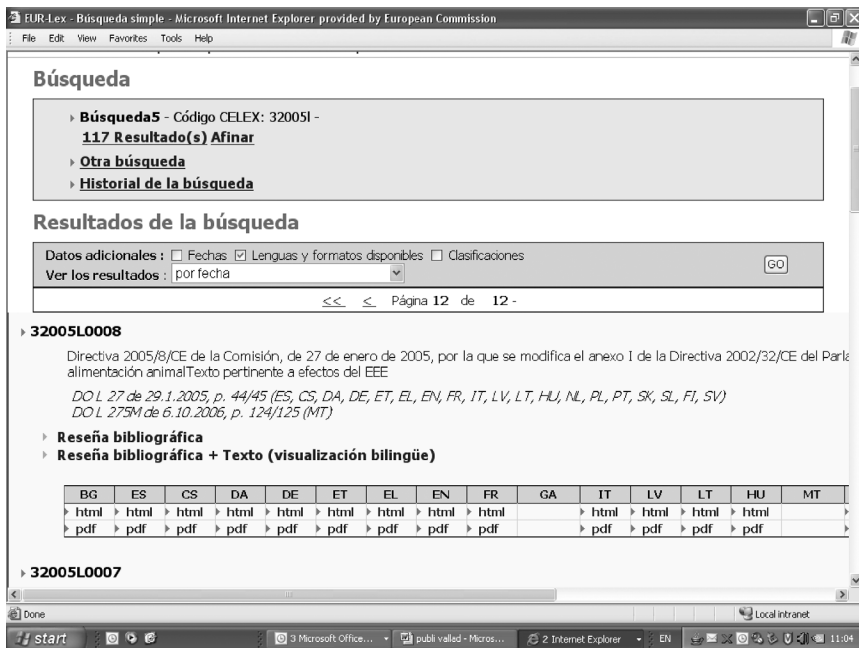 EUR-Lex - Búsqueda simple - Microsoft Internet Explorer provided by European Commission
File Edit View Favorites Tools Help
Búsqueda
Búsqueda5 - Código CELEX: 32005l -
117 Resultado(s) Afinar
Otra búsqueda
Historial de la búsqueda
Resultados de la búsqueda
Datos adicionales : Fechas Lenguas y formatos disponibles Clasificaciones
GO
Ver los resultados : por fecha
<< < Página 12 de 12 -
32005L0008
Directiva 2005/8/CE de la Comisión, de 27 de enero de 2005, por la que se modifica el anexo I de la Directiva 2002/32/CE del Parla
alimentación animalTexto pertinente a efectos del EEE
DO L 27 de 29.1.2005, p. 44/45 (ES, CS, DA, DE, ET, EL, EN, FR, IT, LV, LT, HU, NL, PL, PT, SK, SL, FI, SV)
DO L 275M de 6.10.2006, p. 124/125 (MT)
Reseña bibliográfica
Reseña bibliográfica + Texto (visualización bilingüe)
BG ES CS DA DE ET EL EN FR GA IT LV LT HU MT
html html html html html html html html html html html html html
pdf pdf pdf pdf pdf pdf pdf pdf pdf pdf pdf pdf pdf
32005L0007
Done Local intranet
start 3 Microsoft Office... publi vallad - Micros... 2 Internet Explorer EN 11:04